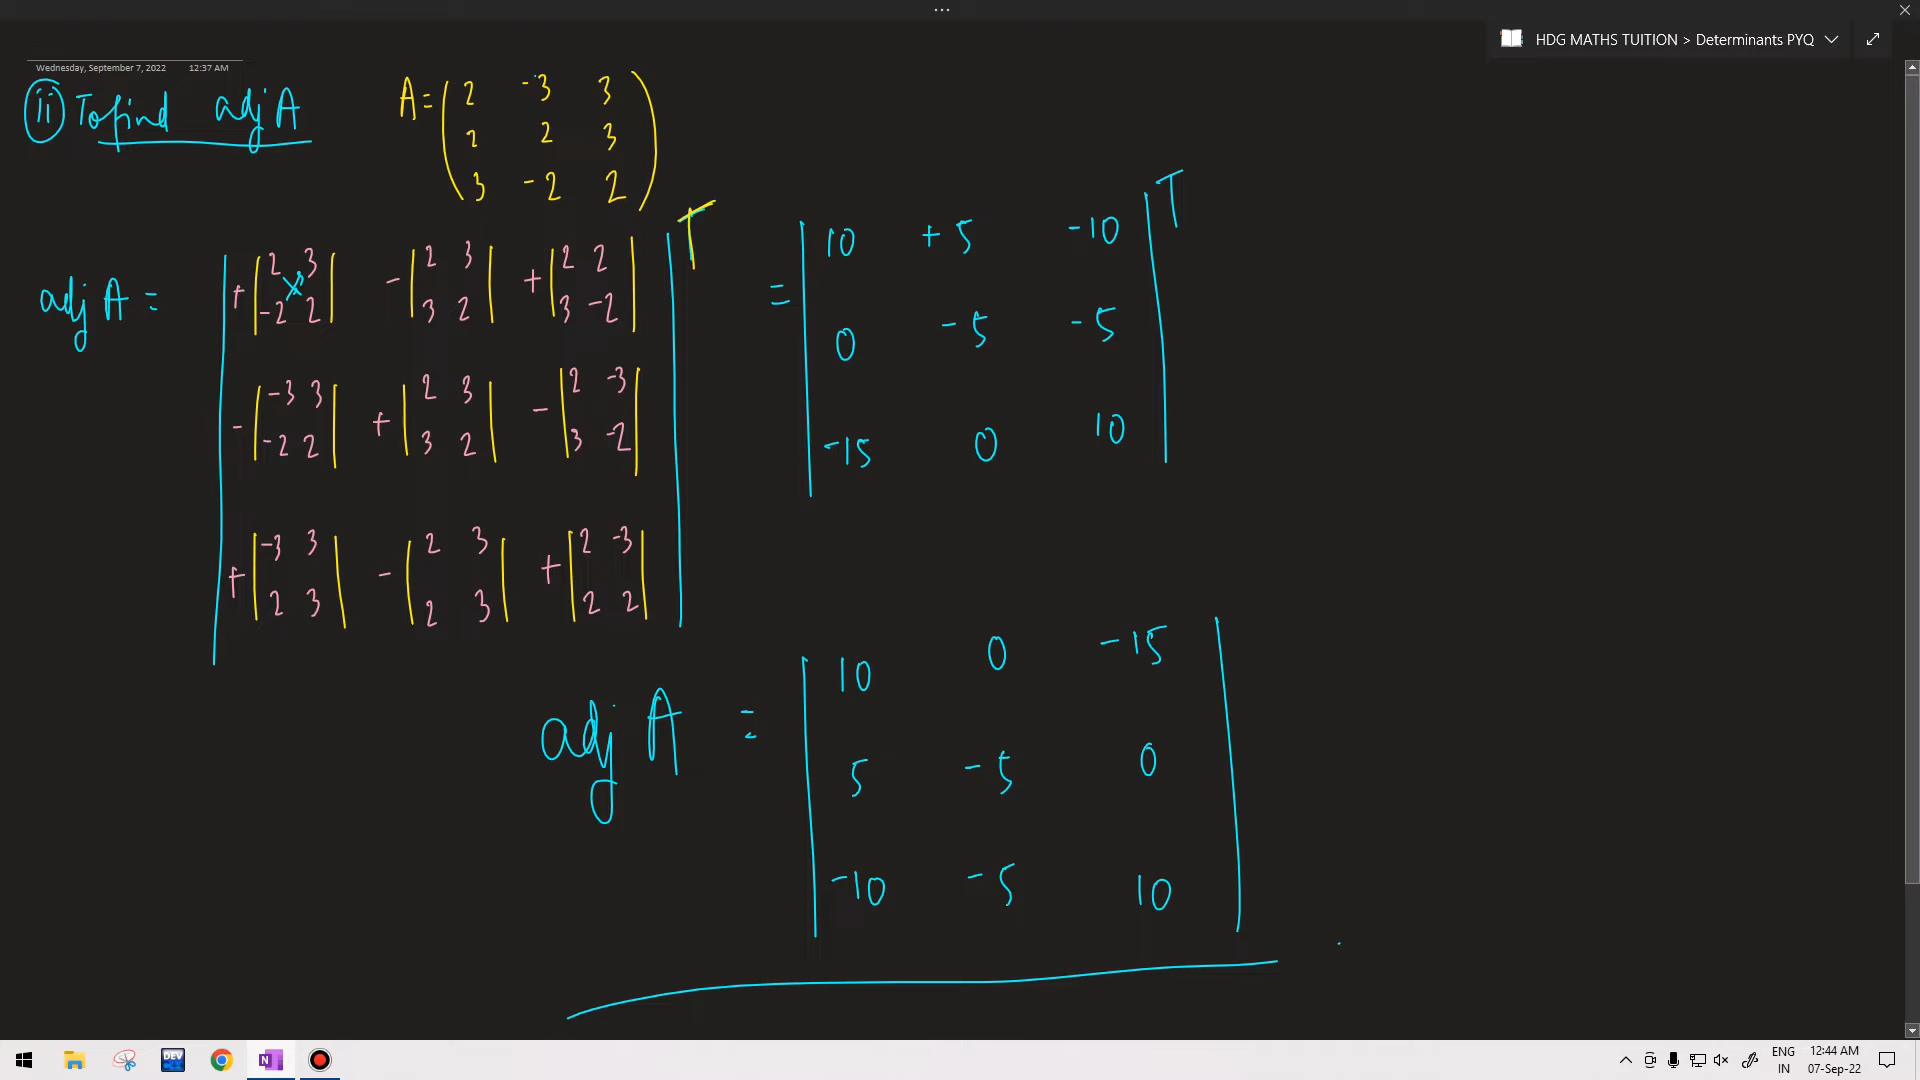 HDG MATHS TUITION > Determinants PYQ
Wednesday, September 7, 2022 12:37 AM
(ii) To find adj A
A = ( 2 -3 3
2 2 3
3 -2 2 )
adj A =
+ | 2 3 | - | 2 3 | + | 2 2 | T
| -2 2 | | 3 2 | | 3 -2 |
- | -3 3 | + | 2 3 | - | 2 -3 |
| -2 2 | | 3 2 | | 3 -2 |
+ | -3 3 | - | 2 3 | + | 2 -3 |
| 2 3 | | 2 3 | | 2 2 |
= | 10 +5 -10 | T
0 -5 -5
-15 0 10
adj A = | 10 0 -15 |
5 -5 0
-10 -5 10
DEV
N
ENG 12:44 AM
IN 07-Sep-22